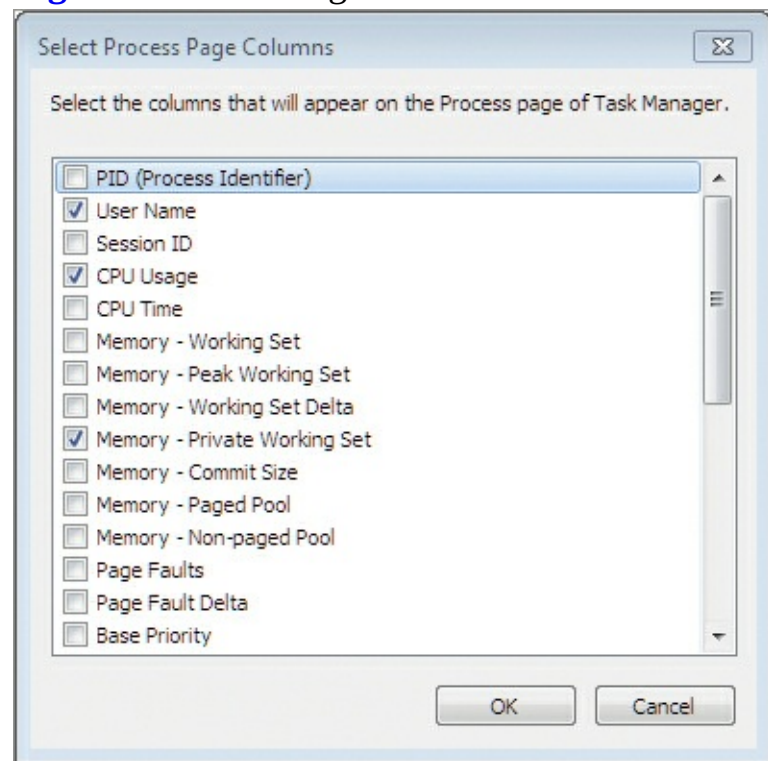 Select Process Page Columns
Select the columns that will appear on the Process page of Task Manager.
PID (Process Identifier)
User Name
Session ID
CPU Usage
CPU Time
Memory - Working Set
Memory - Peak Working Set
Memory - Working Set Delta
Memory - Private Working Set
Memory - Commit Size
Memory - Paged Pool
Memory - Non-paged Pool
Page Faults
Page Fault Delta
Base Priority
OK Cancel